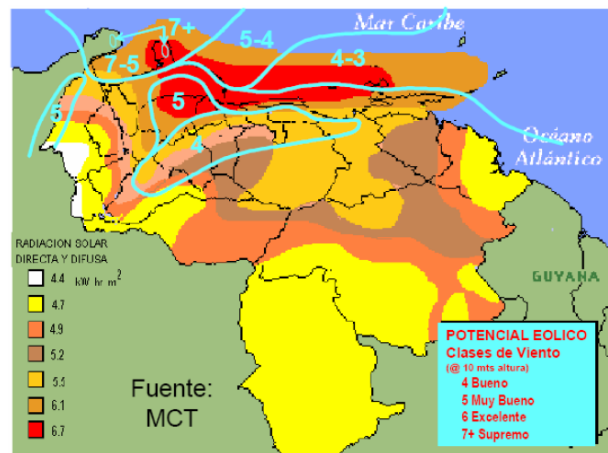 7+
Mar Caribe
5-4
7-5
4-3
5
5
4
Océano
Atlántico
GUYANA
RADIACION SOLAR
DIRECTA Y DIFUSA
4.4 kW hr m²
4.7
4.9
5.2
5.5
6.1
6.7
Fuente:
MCT
POTENCIAL EOLICO
Clases de Viento
(@ 10 mts altura)
4 Bueno
5 Muy Bueno
6 Excelente
7+ Supremo